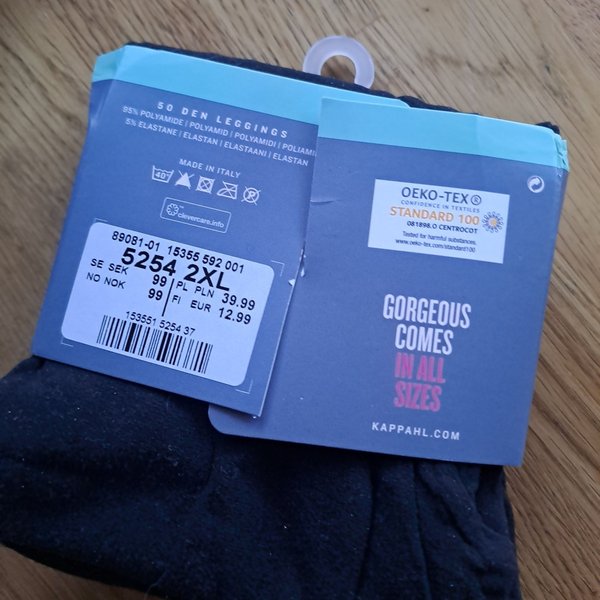 50 DEN LEGGINGS
95% POLYAMIDE / POLYAMID / POLYAMIDI / POLIAMID
5% ELASTANE / ELASTAN / ELASTAANI / ELASTAN
MADE IN ITALY
40°
clevercare.info
89081-01 15355 592 001
5254 2XL
SE SEK 99 PL PLN 39.99
NO NOK 99 FI EUR 12.99
153551 5254 37
OEKO-TEX®
CONFIDENCE IN TEXTILES
STANDARD 100
081898.0 CENTROCOT
Tested for harmful substances.
www.oeko-tex.com/standard100
GORGEOUS
COMES
IN ALL
SIZES
KAPPAHL.COM